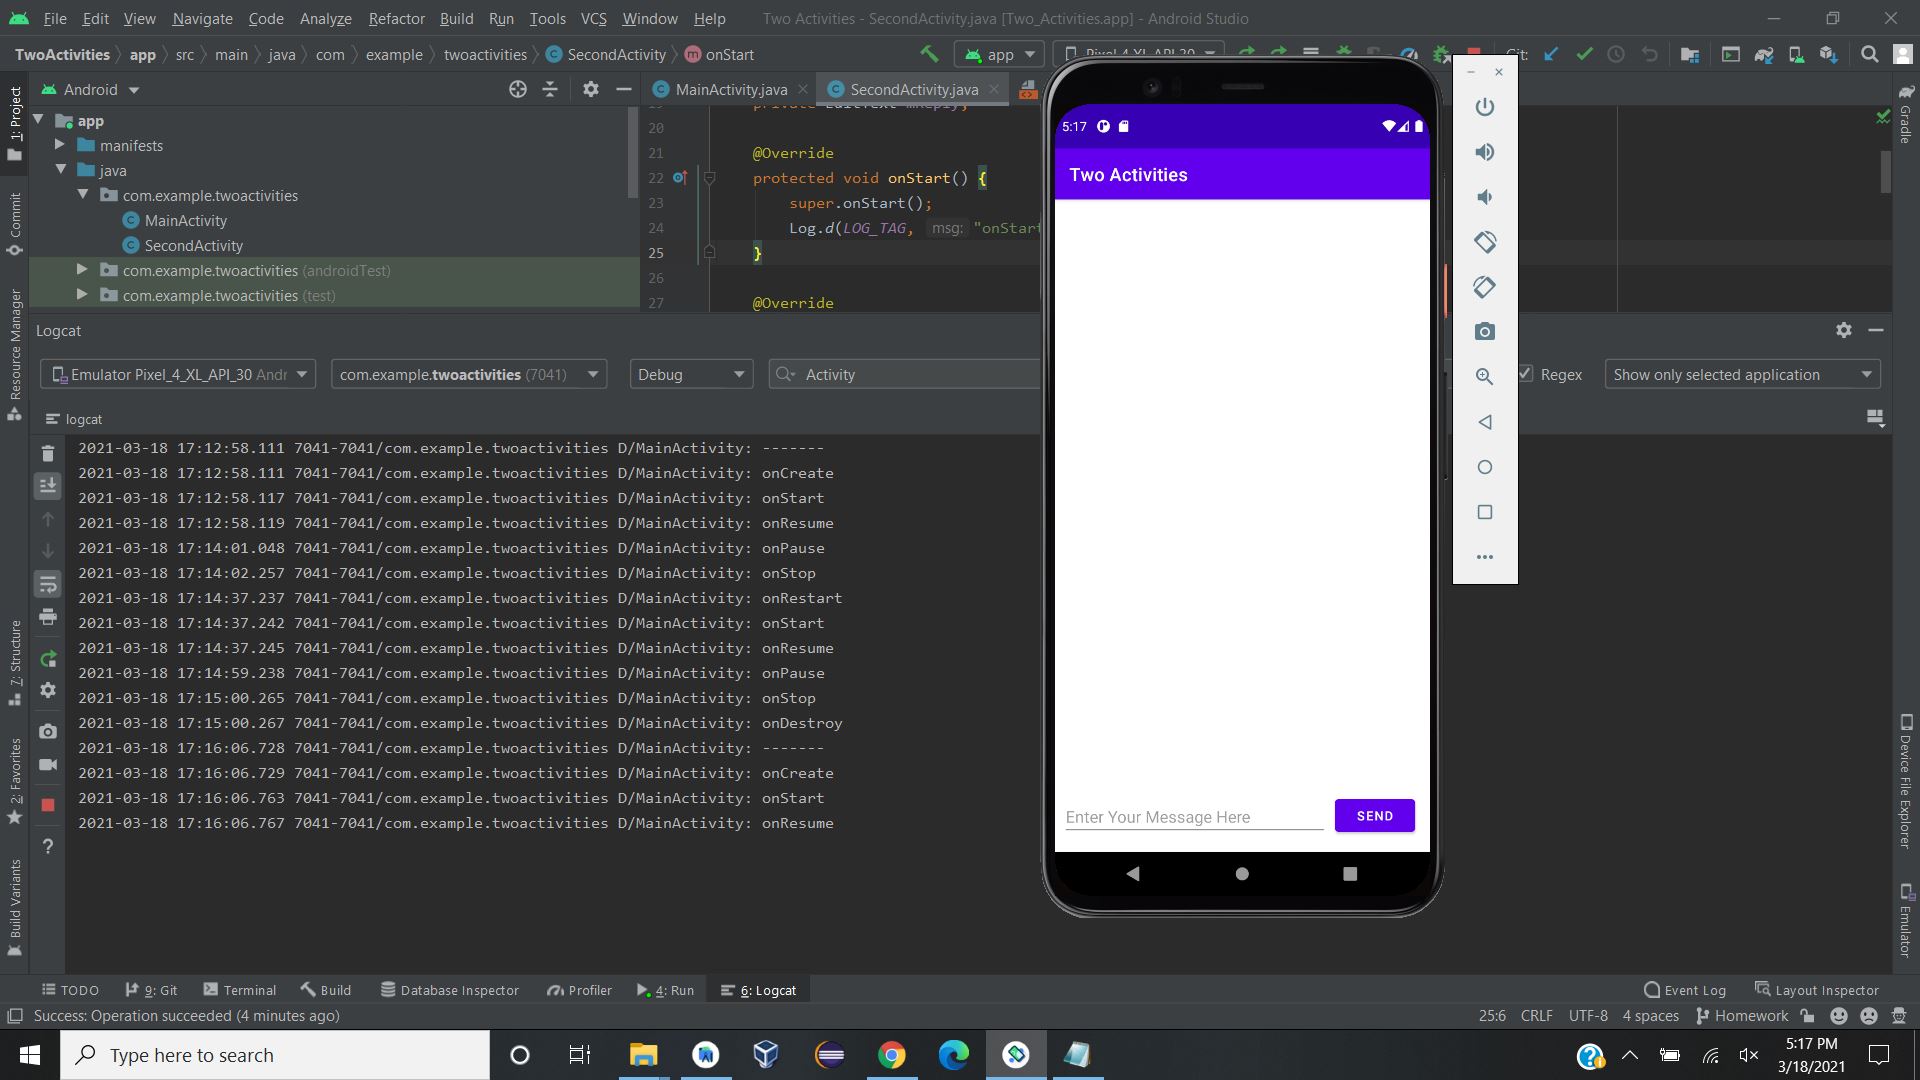 File Edit View Navigate Code Analyze Refactor Build Run Tools VCS Window Help Two Activities - SecondActivity.java [Two_Activities.app] - Android Studio
TwoActivities app src main java com example twoactivities SecondActivity onStart app Pixel 4 XL API 30 Git:
Android
MainActivity.java SecondActivity.java
1: Project
Commit
Resource Manager
7: Structure
2: Favorites
Build Variants
app
manifests
java
com.example.twoactivities
MainActivity
SecondActivity
com.example.twoactivities (androidTest)
com.example.twoactivities (test)
private EditText mReply;
20
21 @Override
22 protected void onStart() {
23 super.onStart();
24 Log.d(LOG_TAG, msg: "onStart
25 }
26
27 @Override
Gradle
Device File Explorer
Emulator
Logcat
Emulator Pixel_4_XL_API_30 Andr com.example.twoactivities (7041) Debug Activity Regex Show only selected application
logcat
2021-03-18 17:12:58.111 7041-7041/com.example.twoactivities D/MainActivity: -------
2021-03-18 17:12:58.111 7041-7041/com.example.twoactivities D/MainActivity: onCreate
2021-03-18 17:12:58.117 7041-7041/com.example.twoactivities D/MainActivity: onStart
2021-03-18 17:12:58.119 7041-7041/com.example.twoactivities D/MainActivity: onResume
2021-03-18 17:14:01.048 7041-7041/com.example.twoactivities D/MainActivity: onPause
2021-03-18 17:14:02.257 7041-7041/com.example.twoactivities D/MainActivity: onStop
2021-03-18 17:14:37.237 7041-7041/com.example.twoactivities D/MainActivity: onRestart
2021-03-18 17:14:37.242 7041-7041/com.example.twoactivities D/MainActivity: onStart
2021-03-18 17:14:37.245 7041-7041/com.example.twoactivities D/MainActivity: onResume
2021-03-18 17:14:59.238 7041-7041/com.example.twoactivities D/MainActivity: onPause
2021-03-18 17:15:00.265 7041-7041/com.example.twoactivities D/MainActivity: onStop
2021-03-18 17:15:00.267 7041-7041/com.example.twoactivities D/MainActivity: onDestroy
2021-03-18 17:16:06.728 7041-7041/com.example.twoactivities D/MainActivity: -------
2021-03-18 17:16:06.729 7041-7041/com.example.twoactivities D/MainActivity: onCreate
2021-03-18 17:16:06.763 7041-7041/com.example.twoactivities D/MainActivity: onStart
2021-03-18 17:16:06.767 7041-7041/com.example.twoactivities D/MainActivity: onResume
5:17
Two Activities
Enter Your Message Here SEND
TODO 9: Git Terminal Build Database Inspector Profiler 4: Run 6: Logcat Event Log Layout Inspector
Success: Operation succeeded (4 minutes ago) 25:6 CRLF UTF-8 4 spaces Homework
Type here to search
5:17 PM
3/18/2021